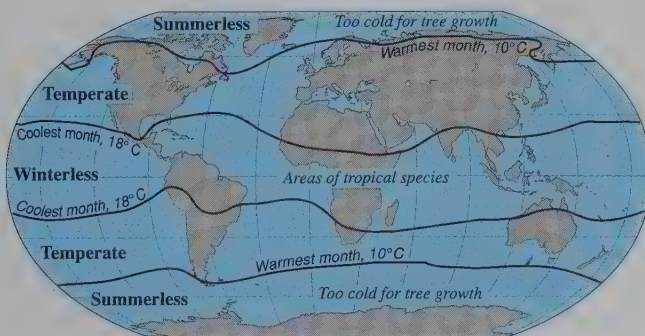 Summerless
Too cold for tree growth
Warmest month, 10°C
Temperate
Coolest month, 18°C
Winterless
Areas of tropical species
Coolest month, 18°C
Temperate
Warmest month, 10°C
Summerless
Too cold for tree growth